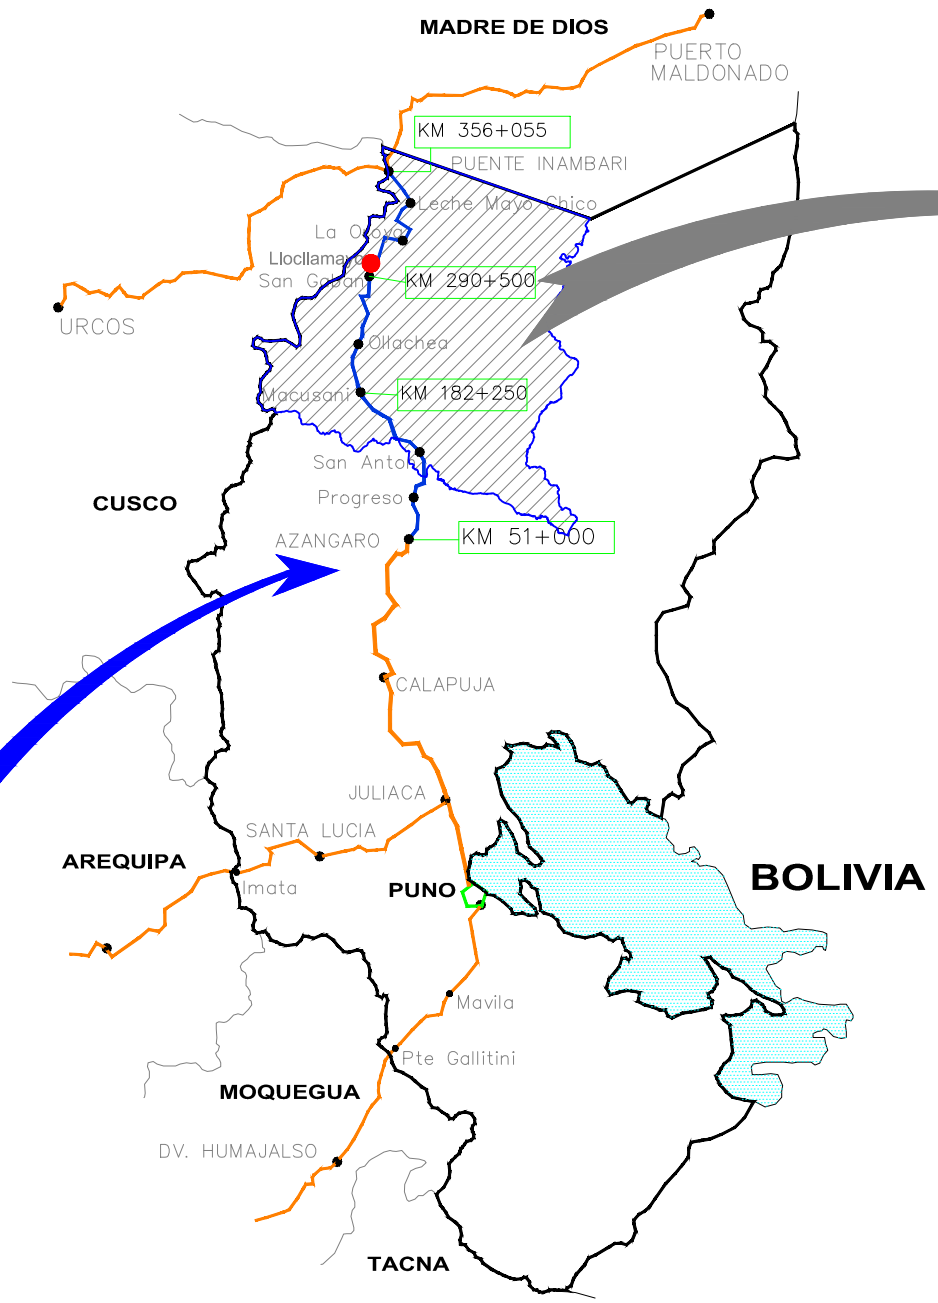 MADRE DE DIOS
PUERTO
MALDONADO
KM 356+055
PUENTE INAMBARI
Leche Mayo Chico
La Oroya
Llocllamayo
San Gaban
KM 290+500
URCOS
Ollachea
Macusani
KM 182+250
San Anton
CUSCO
Progreso
AZANGARO
KM 51+000
CALAPUJA
JULIACA
SANTA LUCIA
AREQUIPA
Imata
PUNO
BOLIVIA
Mavila
Pte Gallitini
MOQUEGUA
DV. HUMAJALSO
TACNA